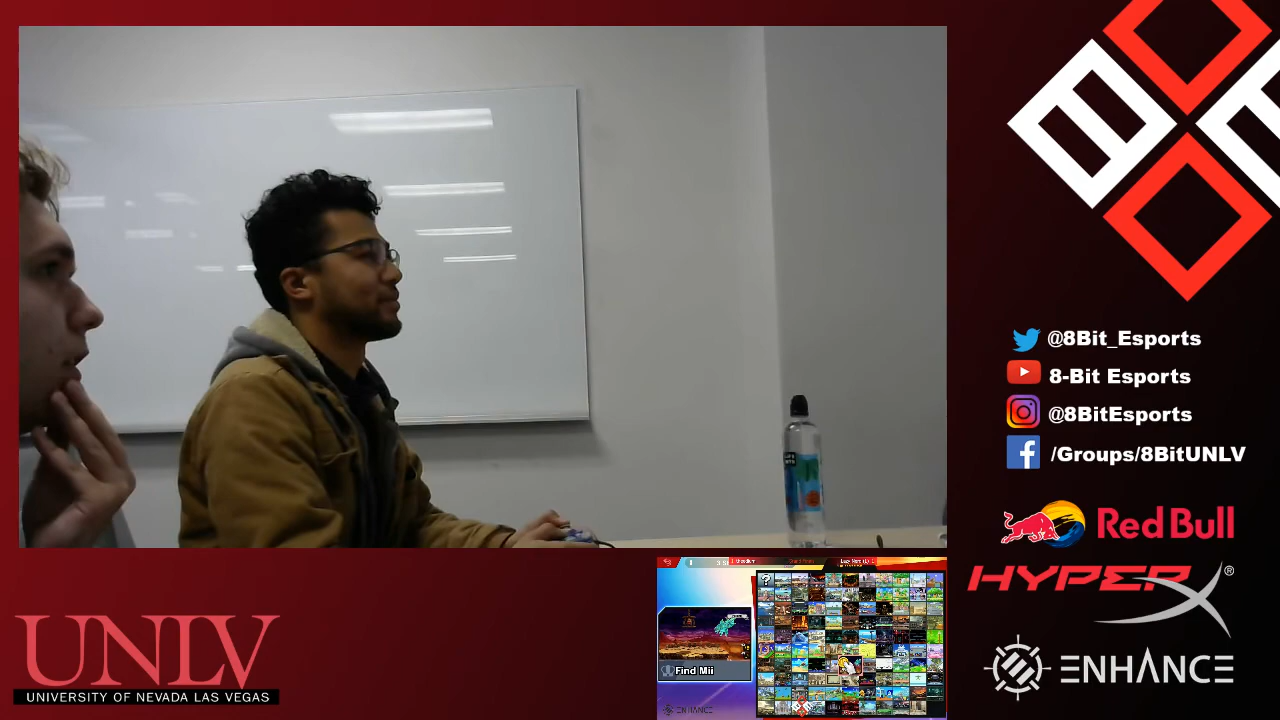 @8Bit_Esports
8-Bit Esports
@8BitEsports
/Groups/8BitUNLV
Red Bull
HYPERX
ENHANCE
UNLV
UNIVERSITY OF NEVADA LAS VEGAS
Find Mii
ENHANCE